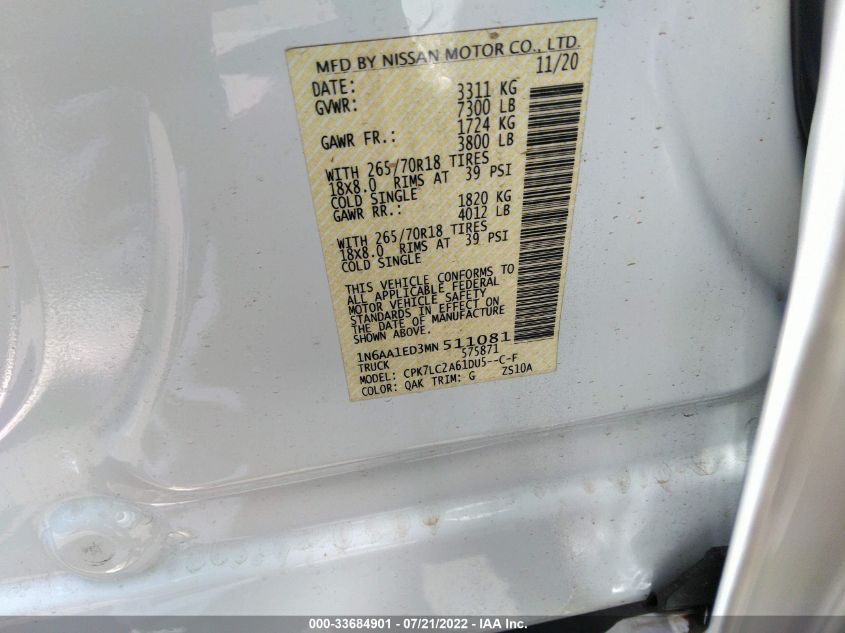 MFD BY NISSAN MOTOR CO., LTD.
DATE: 11/20
GVWR: 3311 KG
7300 LB
GAWR FR.: 1724 KG
3800 LB
WITH 265/70R18 TIRES
18x8.0 RIMS AT 39 PSI
COLD SINGLE
GAWR RR.: 1820 KG
4012 LB
WITH 265/70R18 TIRES
18x8.0 RIMS AT 39 PSI
COLD SINGLE
THIS VEHICLE CONFORMS TO
ALL APPLICABLE FEDERAL
MOTOR VEHICLE SAFETY
STANDARDS IN EFFECT ON
THE DATE OF MANUFACTURE
SHOWN ABOVE.
1N6AA1ED3MN 511081
TRUCK 575871
MODEL: CPK7LC2A61DU5--C-F
COLOR: QAK TRIM: G ZS10A
000-33684901 - 07/21/2022 - IAA Inc.